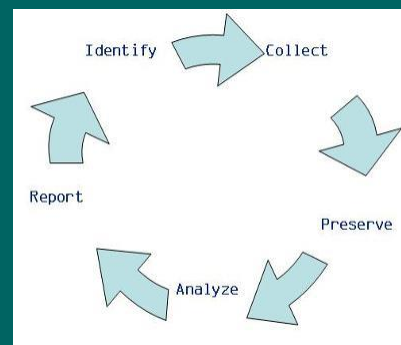 Identify
Collect
Preserve
Analyze
Report